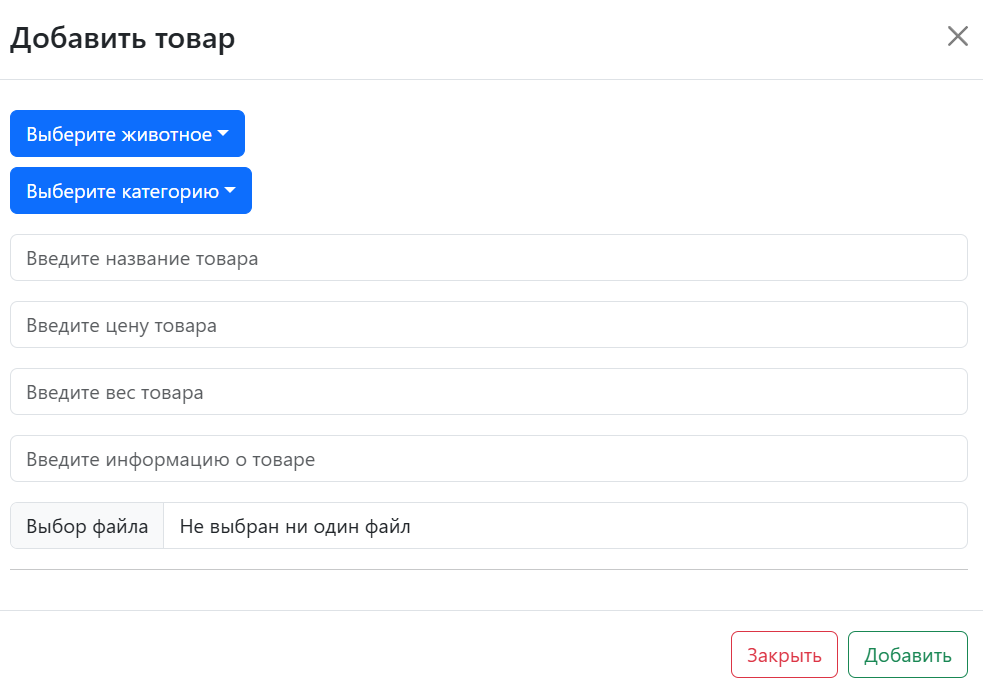 Добавить товар
Выберите животное
Выберите категорию
Введите название товара
Введите цену товара
Введите вес товара
Введите информацию о товаре
Выбор файла Не выбран ни один файл
Закрыть Добавить